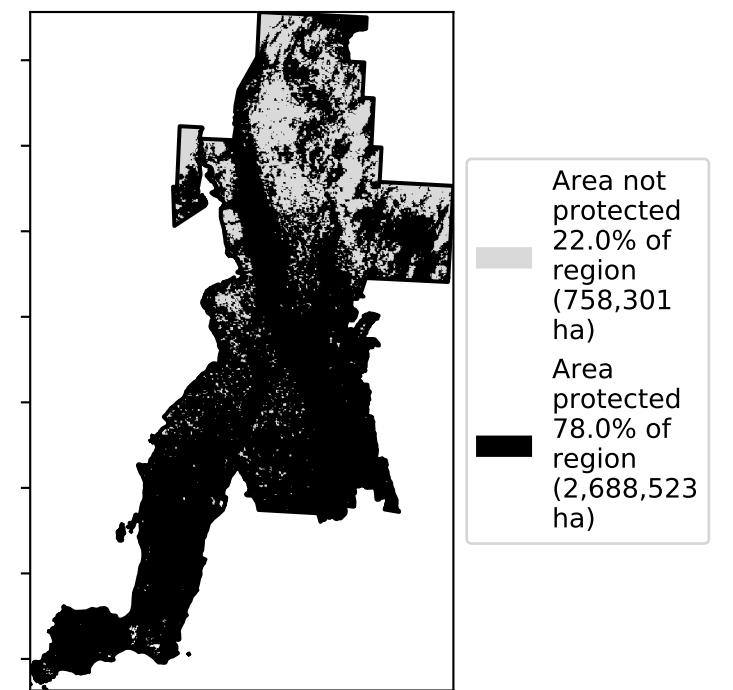 Area not
protected
22.0% of
region
(758,301
ha)
Area
protected
78.0% of
region
(2,688,523
ha)